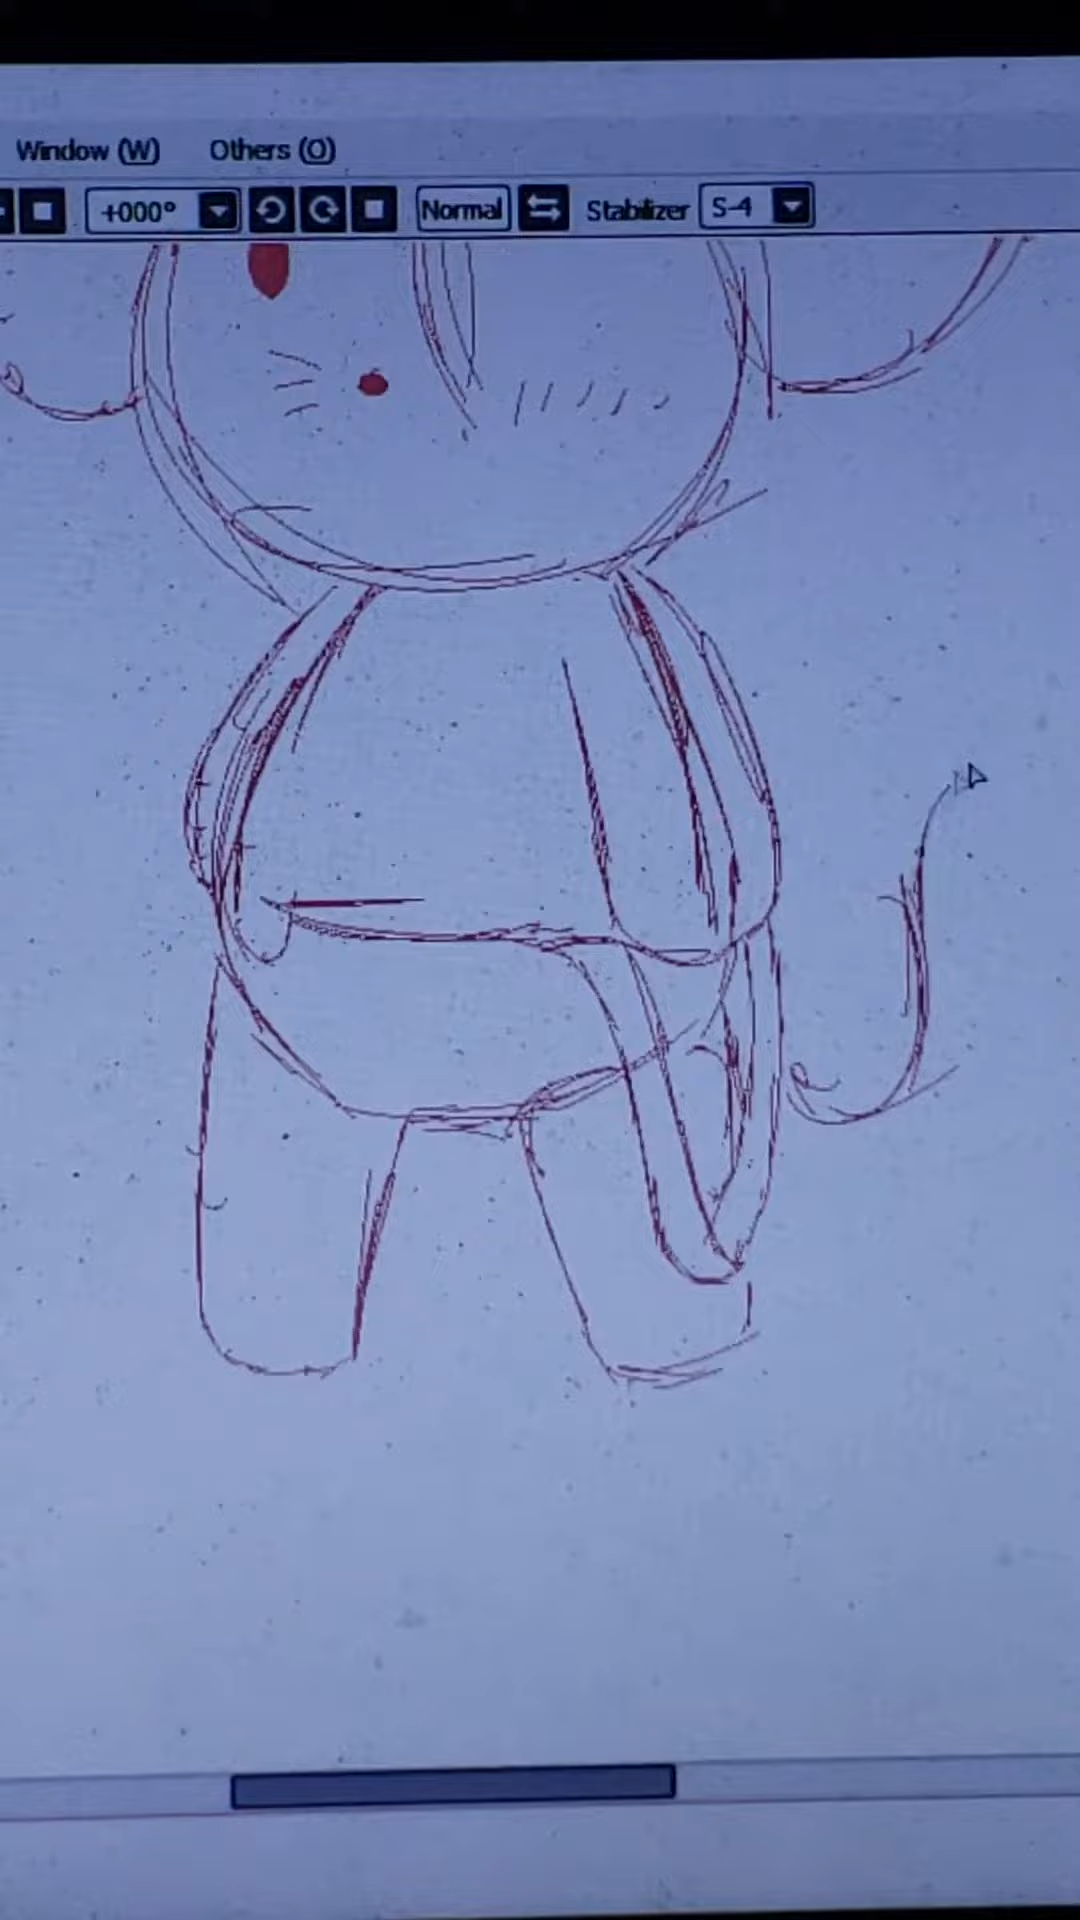 Window (W) Others (O)
+000° Normal Stabilizer S-4